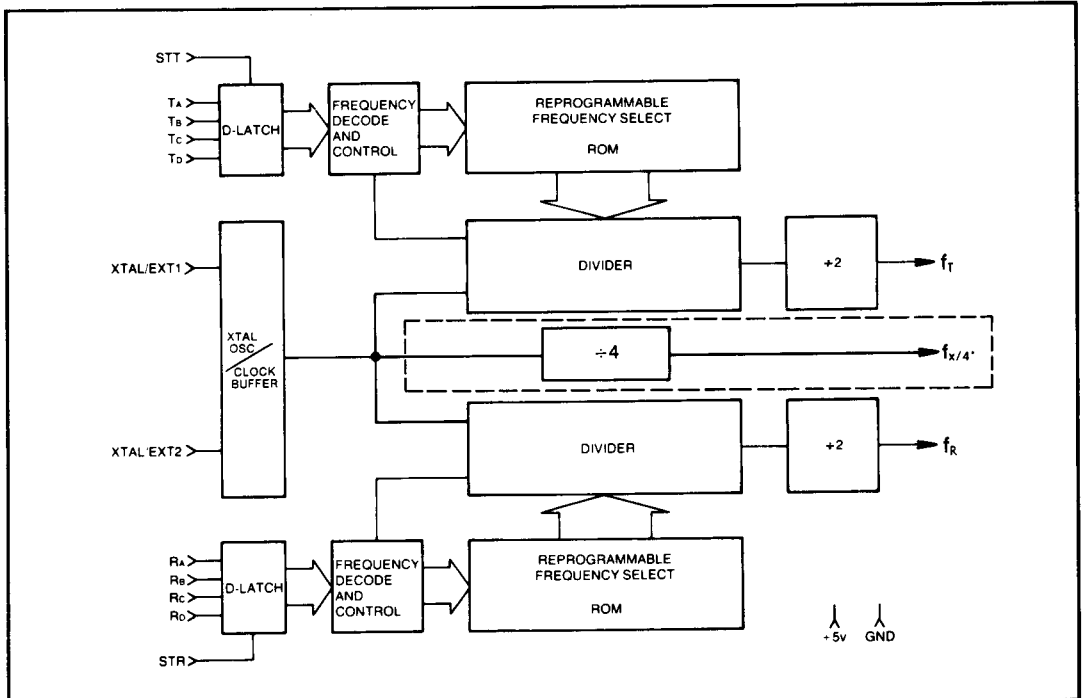 STT
TA
TB
TC
TD
D-LATCH
FREQUENCY
DECODE
AND
CONTROL
REPROGRAMMABLE
FREQUENCY SELECT
ROM
XTAL/EXT1
XTAL
OSC
CLOCK
BUFFER
XTAL/EXT2
DIVIDER
÷2
fT
÷4
fx/4*
DIVIDER
÷2
fR
RA
RB
RC
RD
D-LATCH
STR
FREQUENCY
DECODE
AND
CONTROL
REPROGRAMMABLE
FREQUENCY SELECT
ROM
+5v GND